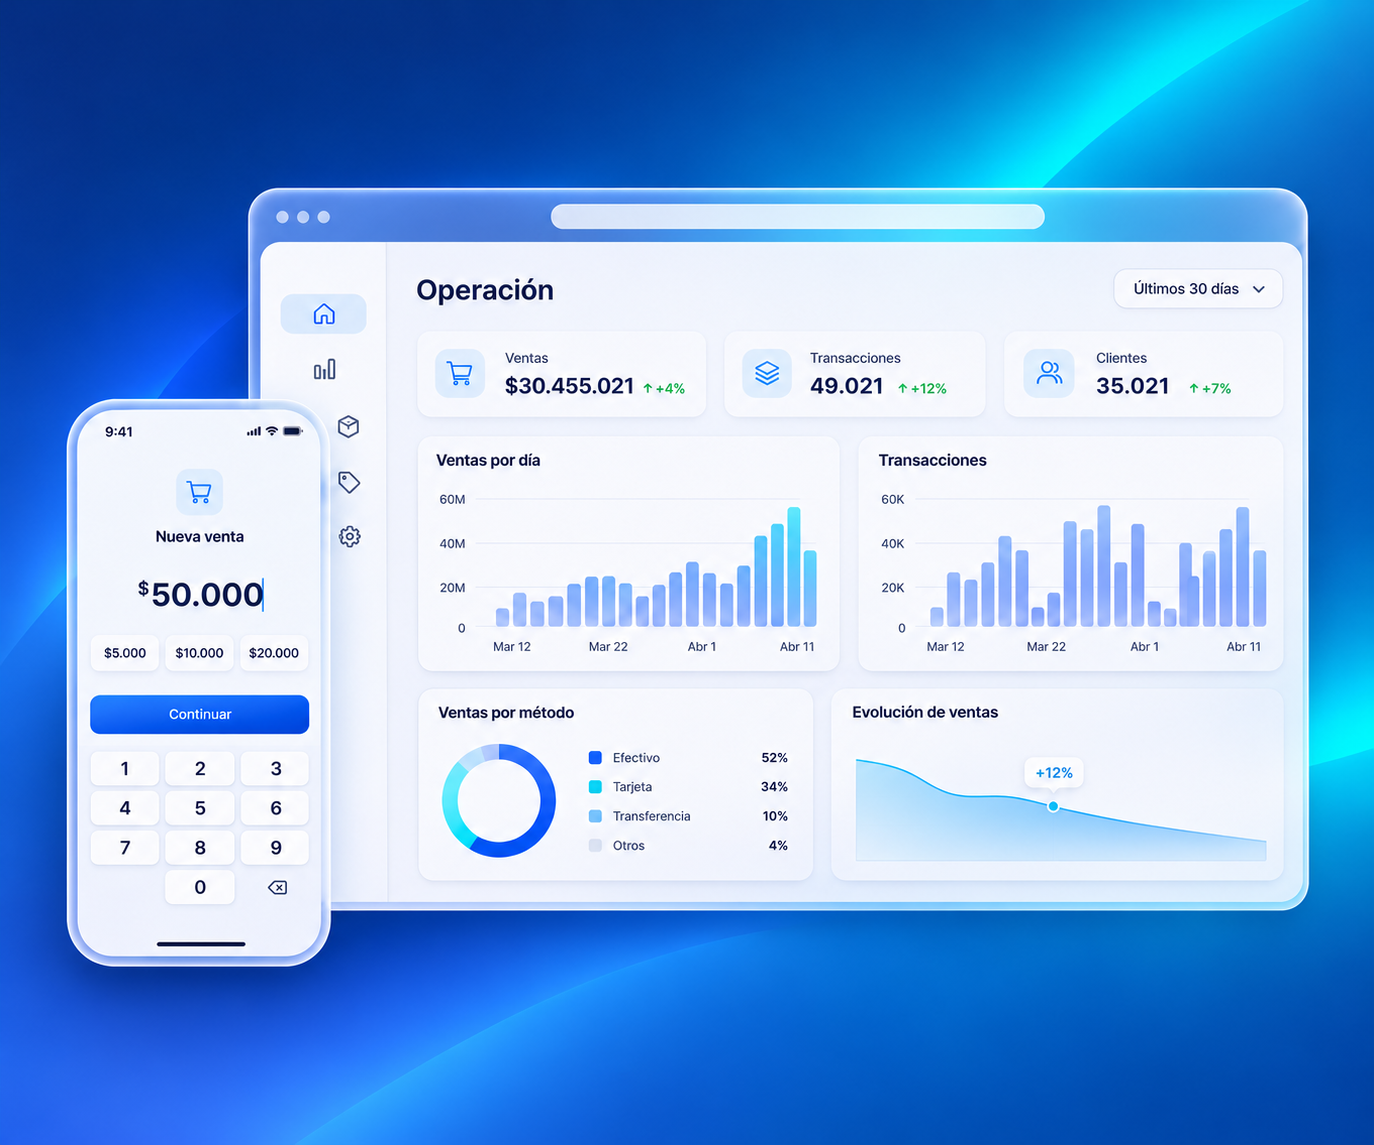 Operación
Últimos 30 días
Ventas
$30.455.021 ↑ +4%
Transacciones
49.021 ↑ +12%
Clientes
35.021 ↑ +7%
Ventas por día
60M
40M
20M
0
Mar 12 Mar 22 Abr 1 Abr 11
Transacciones
60K
40K
20K
0
Mar 12 Mar 22 Abr 1 Abr 11
Ventas por método
Efectivo 52%
Tarjeta 34%
Transferencia 10%
Otros 4%
Evolución de ventas
+12%
9:41
Nueva venta
$50.000
$5.000 $10.000 $20.000
Continuar
1 2 3
4 5 6
7 8 9
0